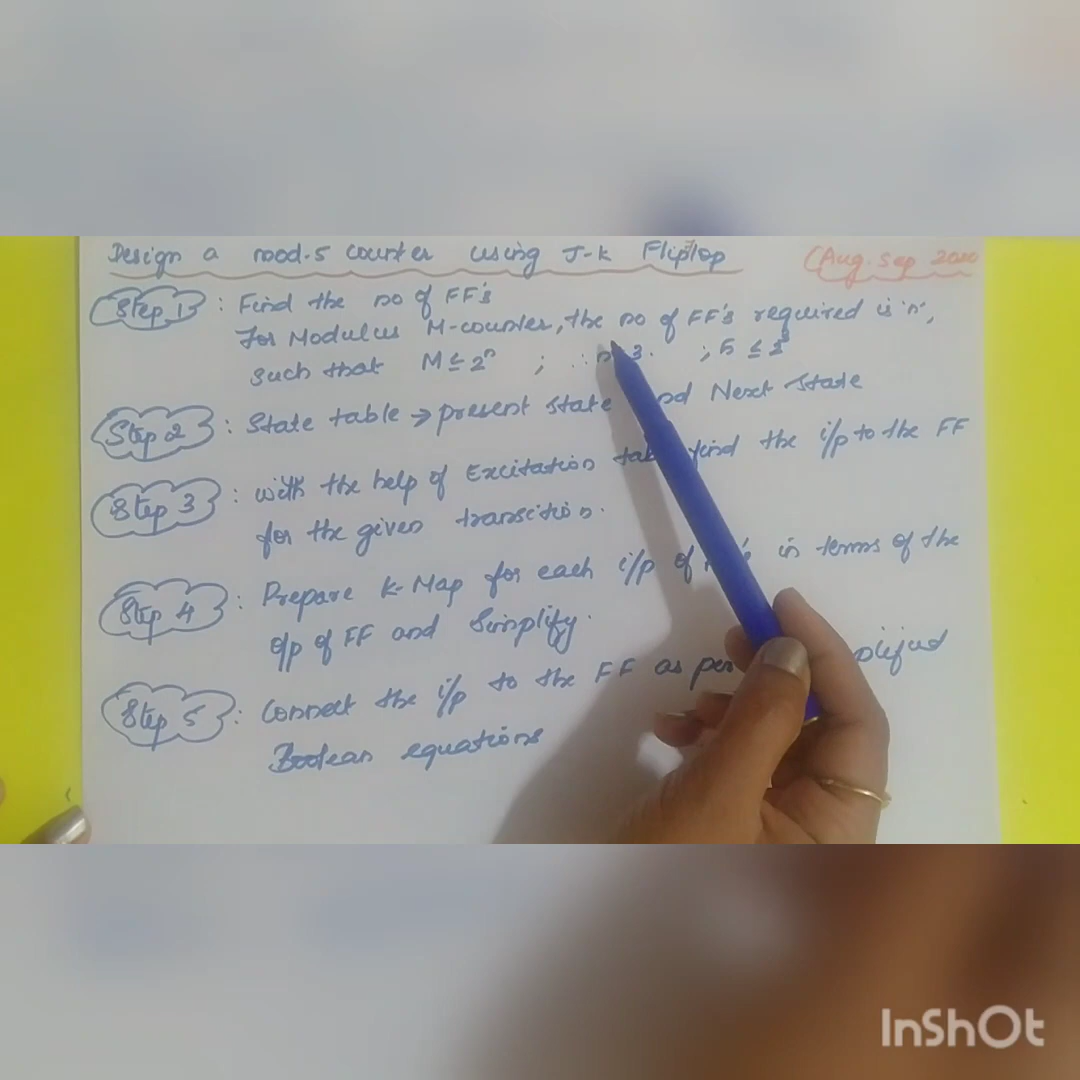 Design a mod-5 counter using J-K Flipflop (Aug. Sep 2020
Step 1 : Find the no of FF's
For Modulus M-counter, the no of FF's required is 'n',
such that M ≤ 2ⁿ ; ∴ n 3. ; 5 ≤ 2³
Step 2 : State table → present state and Next State
Step 3 : with the help of Excitation find the i/p to the FF
for the given transition.
Step 4 : Prepare K-Map for each i/p of in terms of the
o/p of FF and Simplify.
Step 5 : Connect the i/p to the FF as per
Boolean equations
InShOt